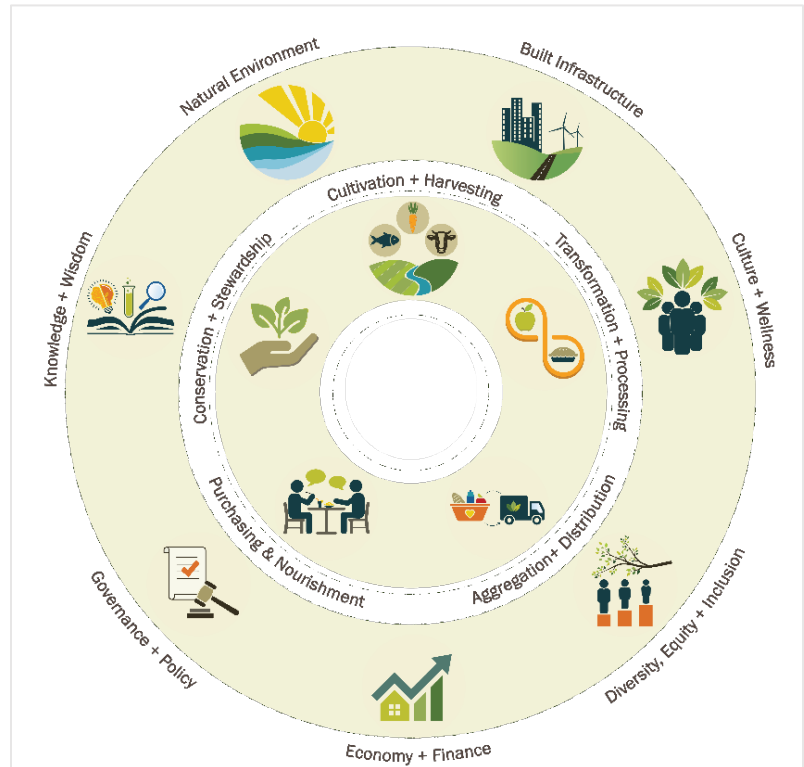 Natural Environment
Built Infrastructure
Culture + Wellness
Diversity, Equity + Inclusion
Economy + Finance
Governance + Policy
Knowledge + Wisdom
Cultivation + Harvesting
Transformation + Processing
Aggregation+ Distribution
Purchasing & Nourishment
Conservation + Stewardship